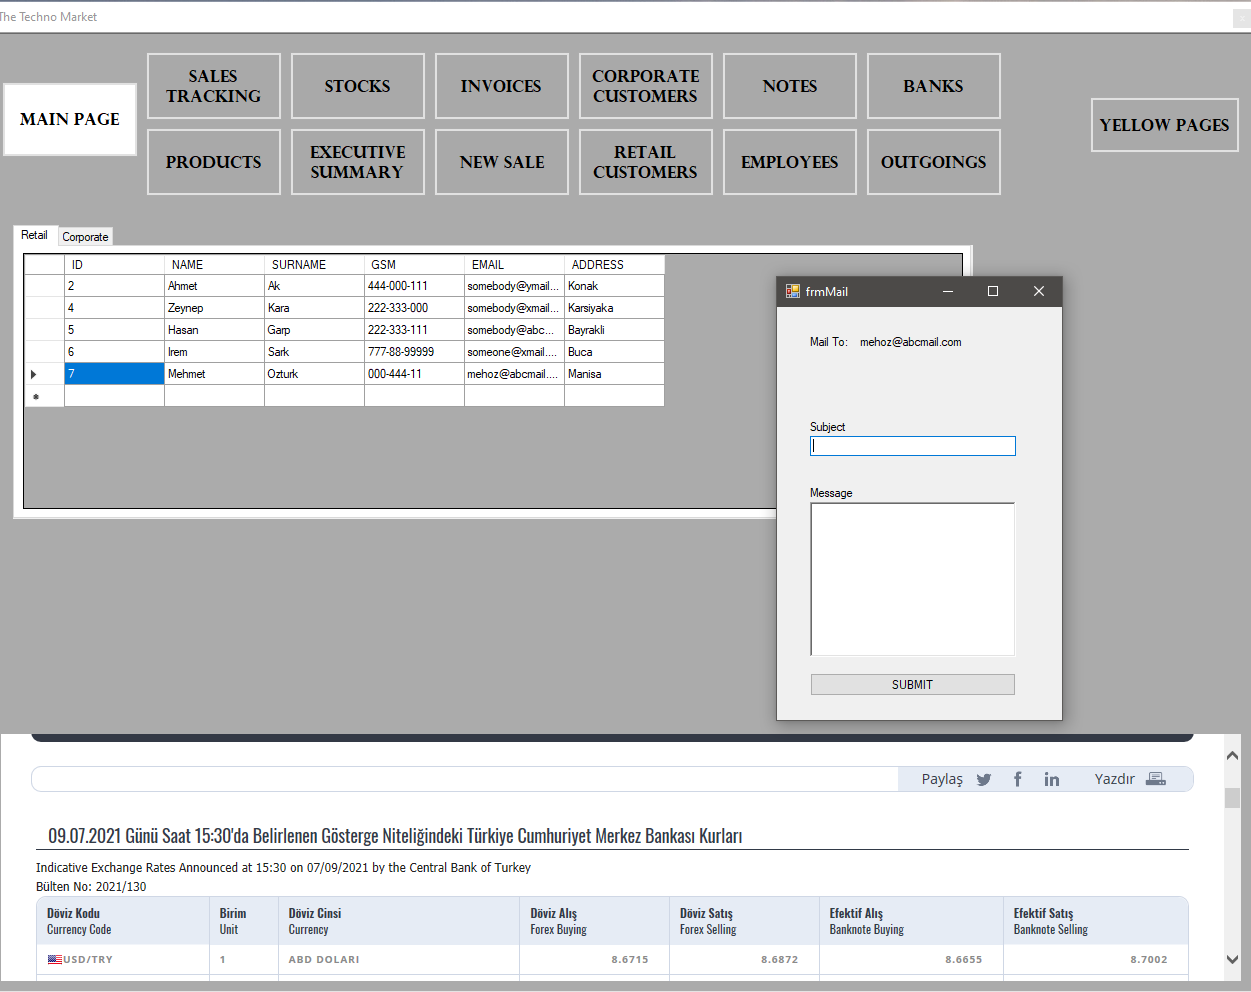 The Techno Market
x
MAIN PAGE
SALES
TRACKING
STOCKS
INVOICES
CORPORATE
CUSTOMERS
NOTES
BANKS
YELLOW PAGES
PRODUCTS
EXECUTIVE
SUMMARY
NEW SALE
RETAIL
CUSTOMERS
EMPLOYEES
OUTGOINGS
Retail Corporate
ID NAME SURNAME GSM EMAIL ADDRESS
2 Ahmet Ak 444-000-111 somebody@ymail... Konak
4 Zeynep Kara 222-333-000 somebody@xmail... Karsiyaka
5 Hasan Garp 222-333-111 somebody@abc... Bayrakli
6 Irem Sark 777-88-99999 someone@xmail.... Buca
7 Mehmet Ozturk 000-444-11 mehoz@abcmail.... Manisa
frmMail
Mail To: mehoz@abcmail.com
Subject
Message
SUBMIT
Paylaş Yazdır
09.07.2021 Günü Saat 15:30'da Belirlenen Gösterge Niteliğindeki Türkiye Cumhuriyet Merkez Bankası Kurları
Indicative Exchange Rates Announced at 15:30 on 07/09/2021 by the Central Bank of Turkey
Bülten No: 2021/130
Döviz Kodu Birim Döviz Cinsi Döviz Alış Döviz Satış Efektif Alış Efektif Satış
Currency Code Unit Currency Forex Buying Forex Selling Banknote Buying Banknote Selling
USD/TRY 1 ABD DOLARI 8.6715 8.6872 8.6655 8.7002